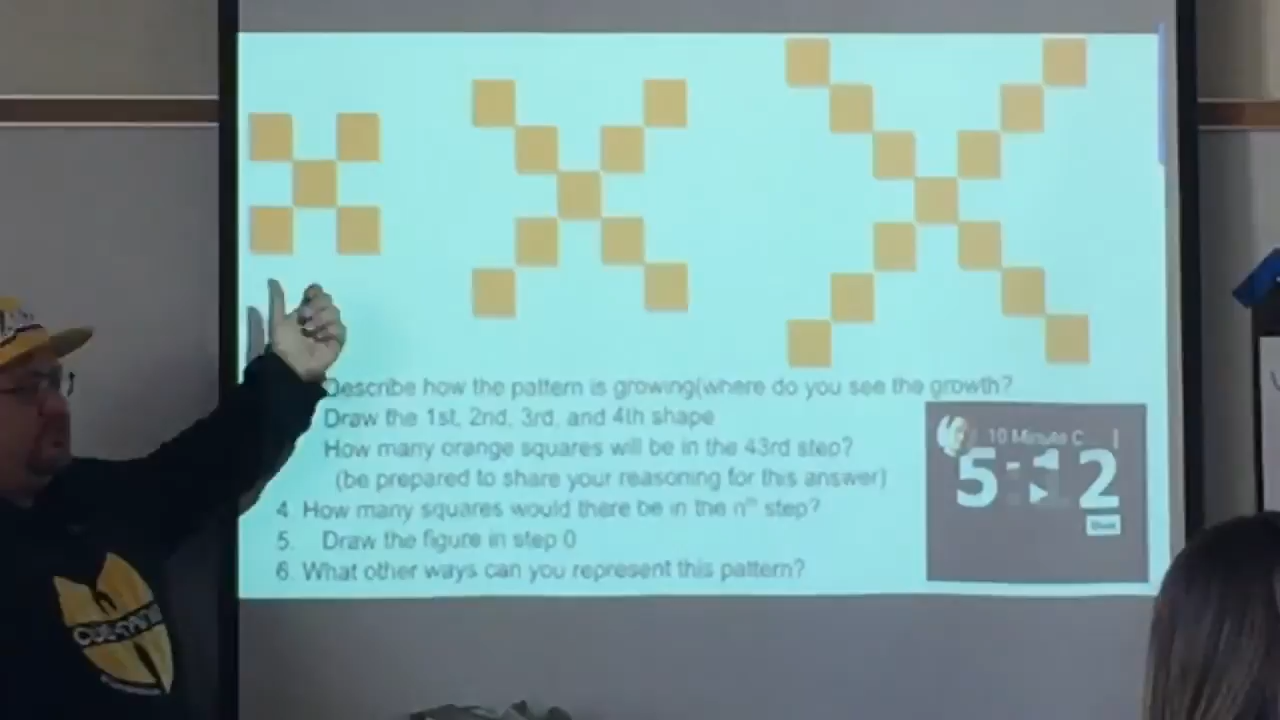 Describe how the pattern is growing(where do you see the growth?
Draw the 1st, 2nd, 3rd, and 4th shape
How many orange squares will be in the 43rd step?
(be prepared to share your reasoning for this answer)
4. How many squares would there be in the nᵗʰ step?
5. Draw the figure in step 0
6. What other ways can you represent this pattern?
10 Minute C
5:12